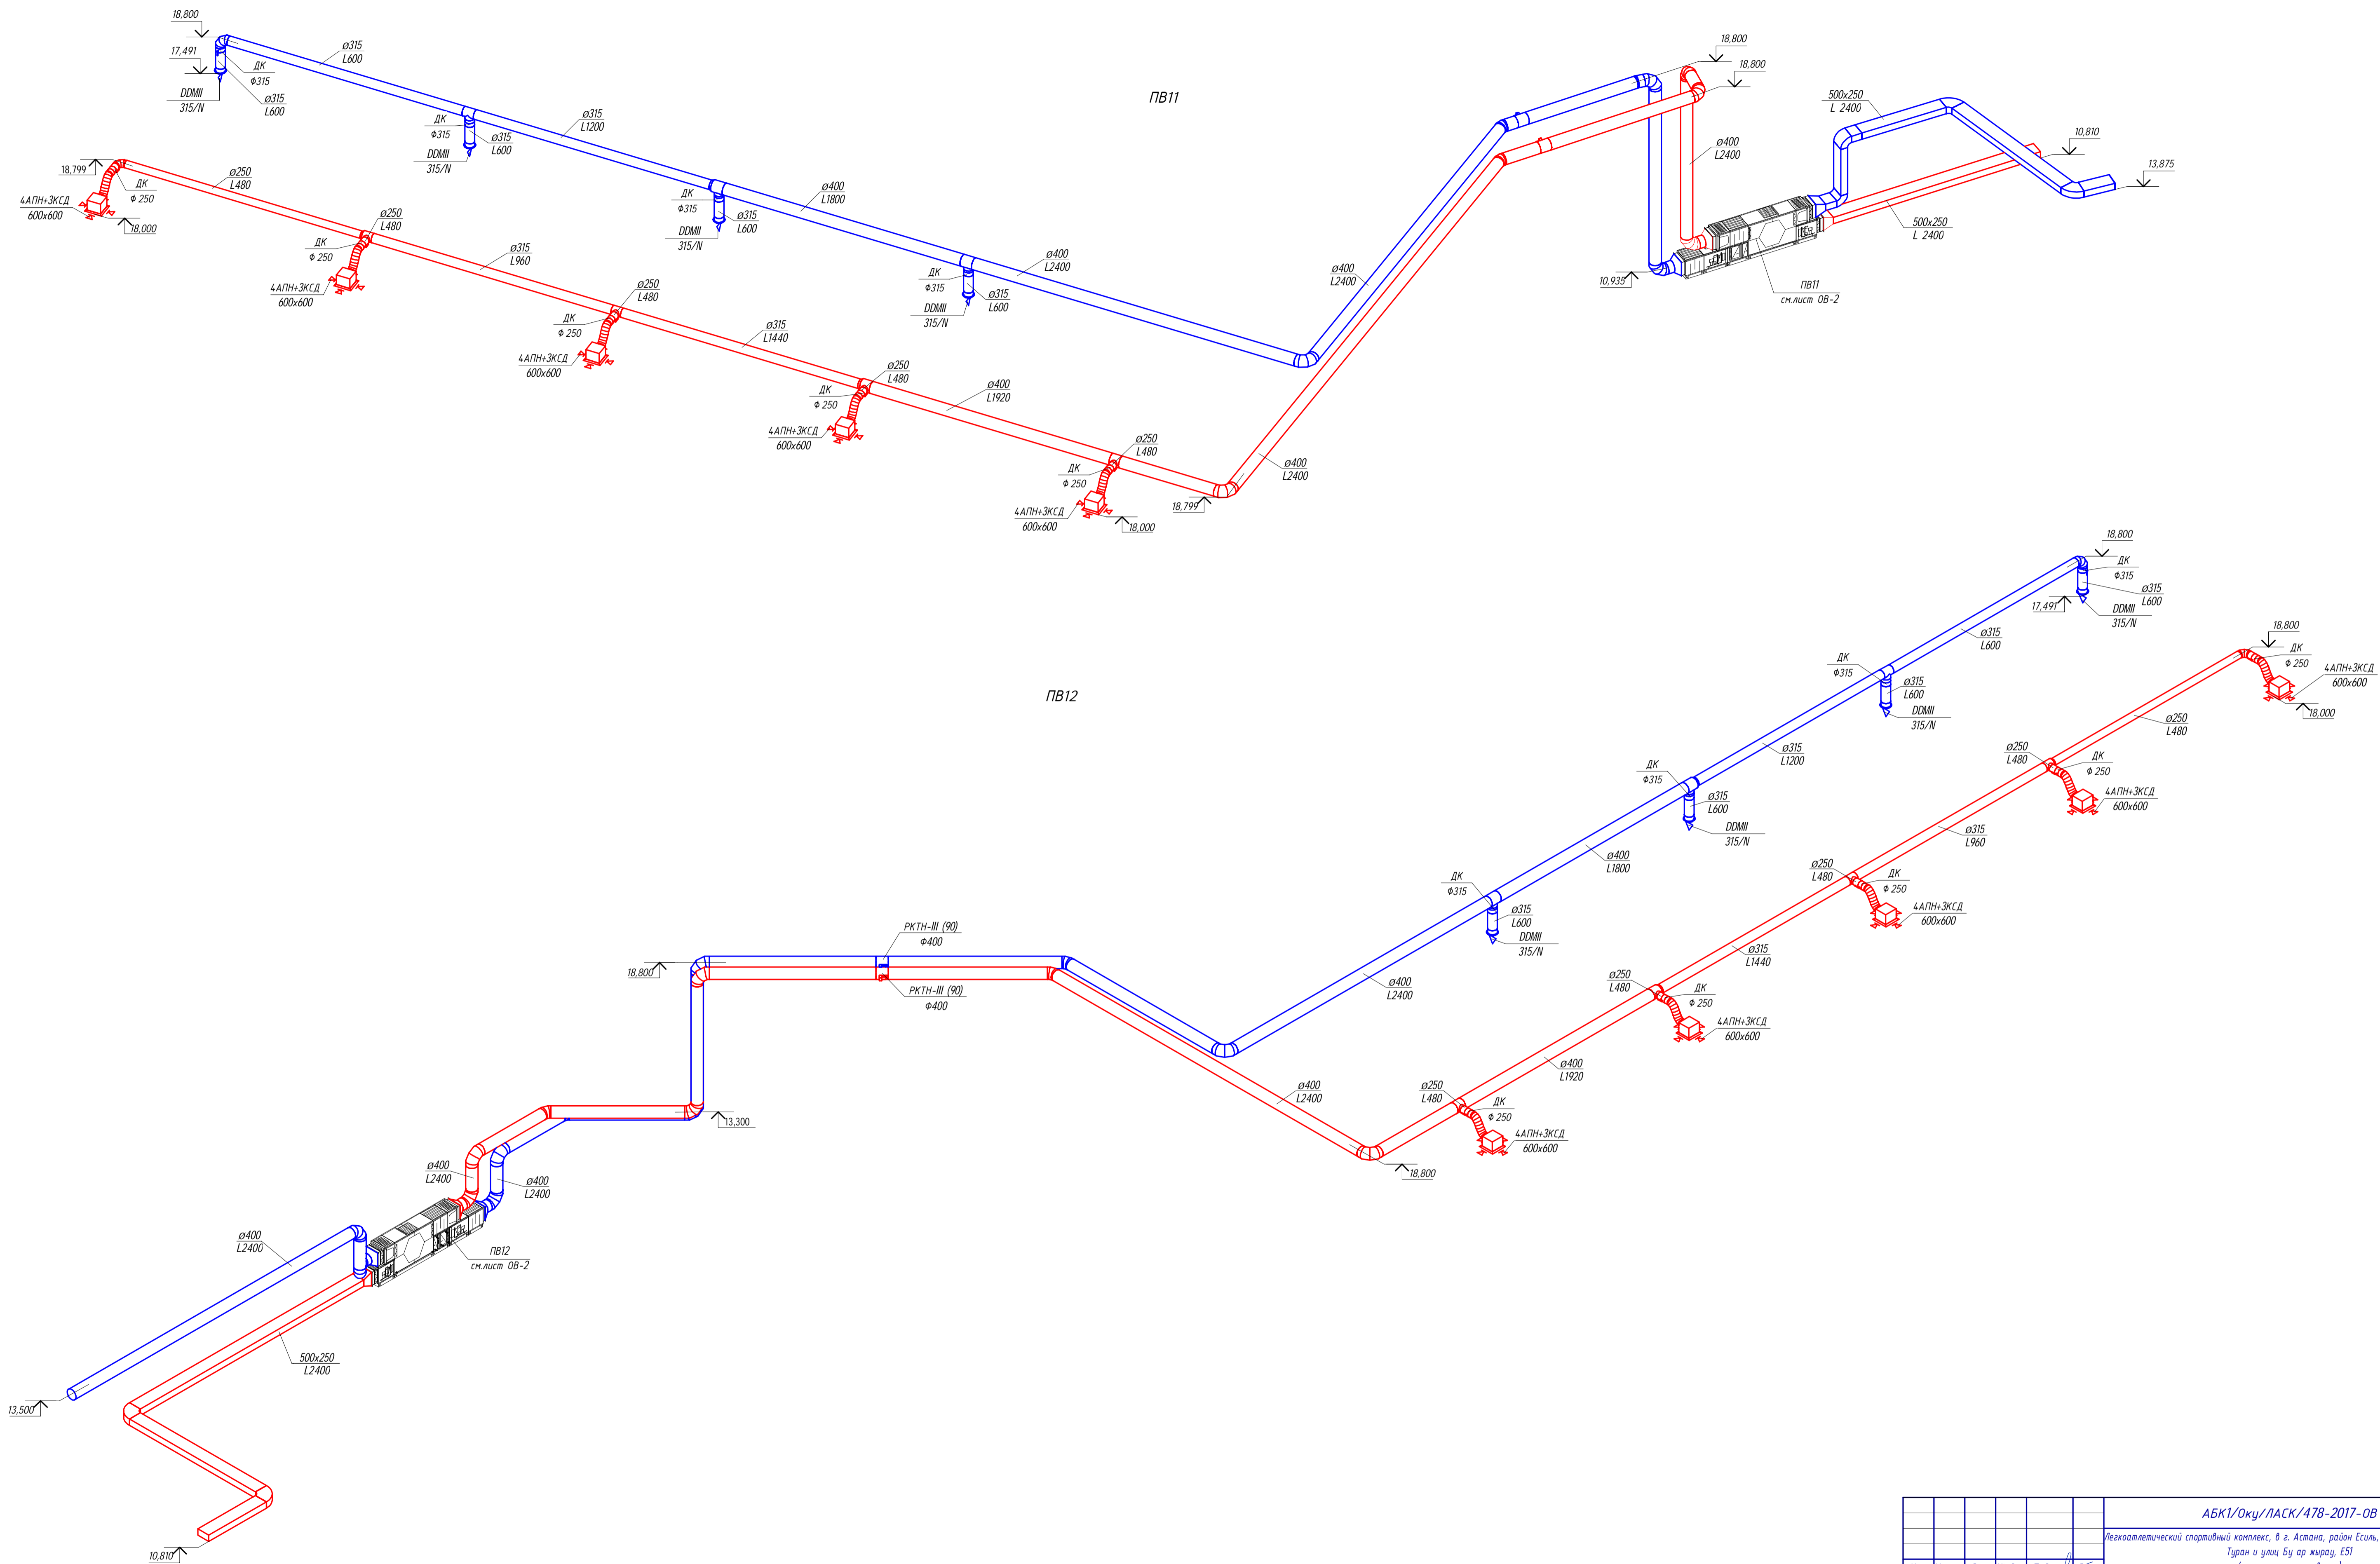 ПВ11
18,800
17,491
ДК
Ф315
DDMII
315/N
ø315
L600
ø315
L600
ДК
Ф315
ø315
L600
DDMII
315/N
ø315
L1200
ДК
Ф315
ø315
L600
DDMII
315/N
ø400
L1800
ДК
Ф315
ø315
L600
DDMII
315/N
ø400
L2400
ø400
L2400
18,800
18,800
ø400
L2400
10,935
ПВ11
см.лист ОВ-2
500x250
L 2400
10,810
13,875
500x250
L 2400
18,799
ДК
Ф 250
4АПН+3КСД
600x600
18,000
ø250
L480
ø250
L480
ДК
Ф 250
4АПН+3КСД
600x600
ø315
L960
ø250
L480
ДК
Ф 250
4АПН+3КСД
600x600
ø315
L1440
ø250
L480
ДК
Ф 250
4АПН+3КСД
600x600
ø400
L1920
ø250
L480
ДК
Ф 250
4АПН+3КСД
600x600
18,000
18,799
ø400
L2400
ПВ12
18,800
ДК
Ф315
ø315
L600
17,491
DDMII
315/N
ø315
L600
ДК
Ф315
ø315
L600
DDMII
315/N
ø315
L1200
ДК
Ф315
ø315
L600
DDMII
315/N
ø400
L1800
ДК
Ф315
ø315
L600
DDMII
315/N
ø400
L2400
18,800
ДК
Ф 250
4АПН+3КСД
600x600
18,000
ø250
L480
ø250
L480
ДК
Ф 250
4АПН+3КСД
600x600
ø315
L960
ø250
L480
ДК
Ф 250
4АПН+3КСД
600x600
ø315
L1440
ø250
L480
ДК
Ф 250
4АПН+3КСД
600x600
ø400
L1920
ø250
L480
ДК
Ф 250
4АПН+3КСД
600x600
18,800
ø400
L2400
РКТН-III (90)
Ф400
РКТН-III (90)
Ф400
18,800
13,300
ø400
L2400
ø400
L2400
ПВ12
см.лист ОВ-2
ø400
L2400
500x250
L2400
13,500
10,810
АБК1/Оку/ЛАСК/478-2017-ОВ
Легкоатлетический спортивный комплекс, в г. Астана, район Есиль,
Туран и улиц Бу ар жырау, Е51